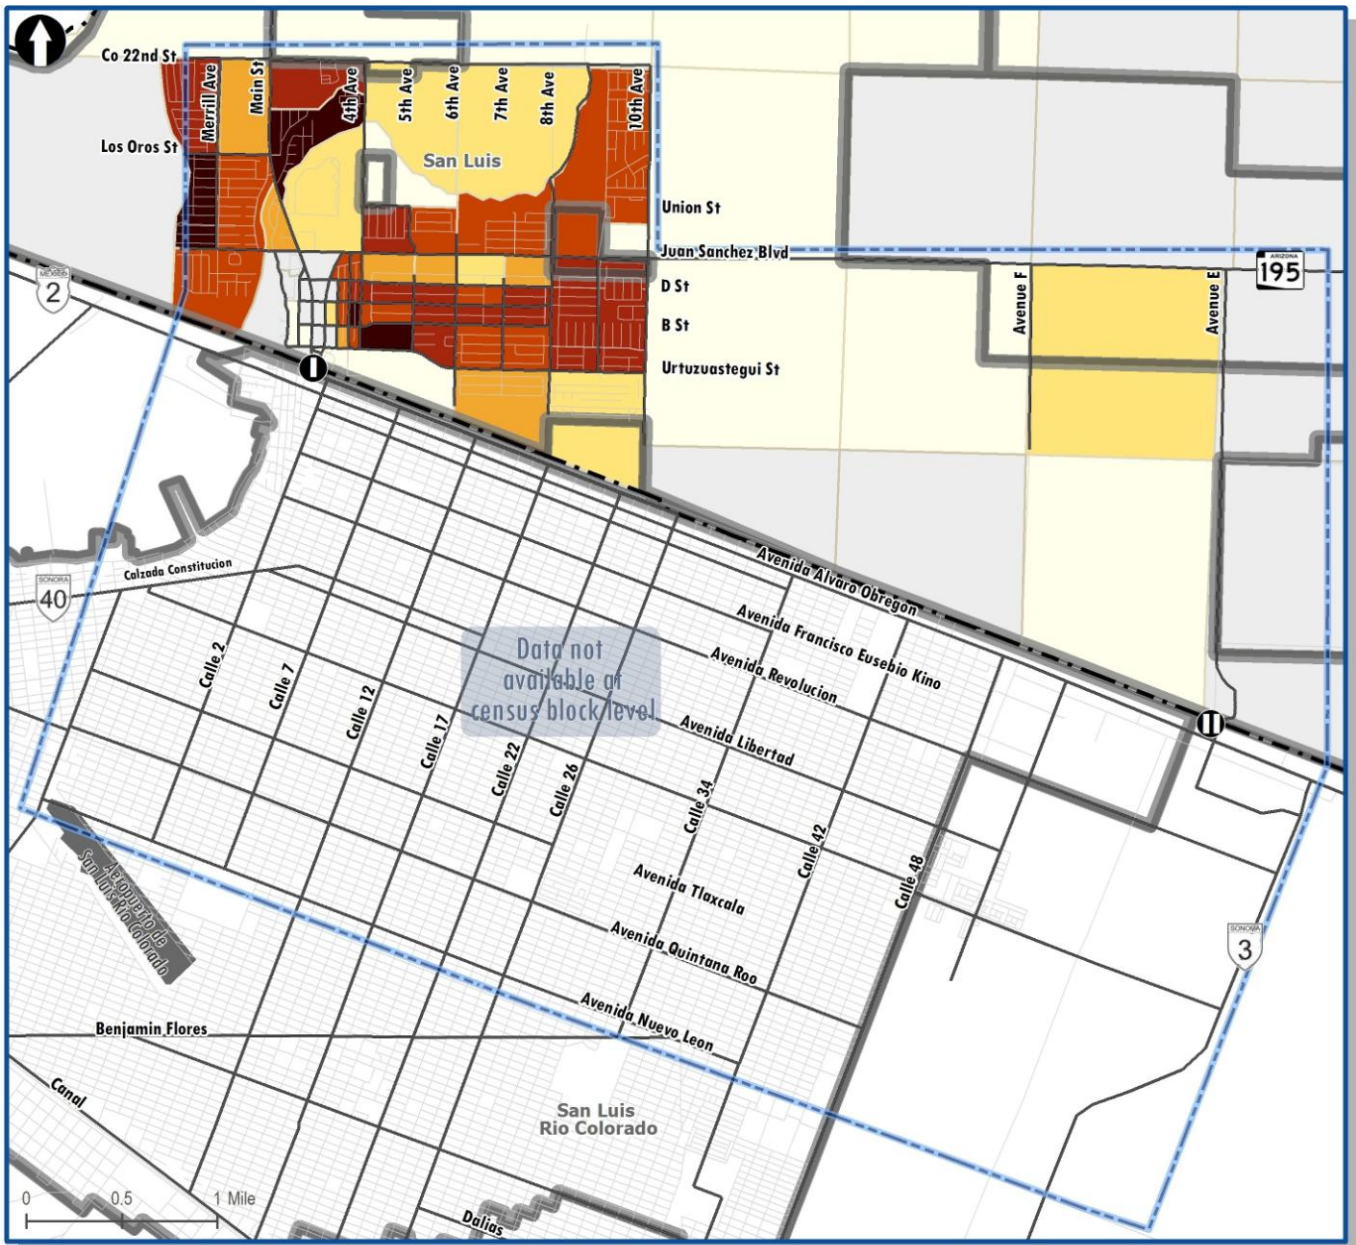 Co 22nd St
Merrill Ave
Main St
4th Ave
5th Ave
6th Ave
7th Ave
8th Ave
10th Ave
Los Oros St
San Luis
Union St
Juan Sanchez Blvd
ARIZONA
195
MEXICO
2
D St
Avenue F
Avenue E
B St
Urtuzuastegui St
I
Avenida Alvaro Obregon
Calzada Constitucion
SONORA
40
Avenida Francisco Eusebio Kino
Data not
available at
census block level
Avenida Revolucion
Calle 2
Calle 7
Calle 12
Calle 17
Calle 22
Calle 26
Avenida Libertad
II
Calle 34
Calle 42
Calle 48
Aeropuerto de
San Luis Rio Colorado
Avenida Tlaxcala
Avenida Quintana Roo
SONORA
3
Avenida Nuevo Leon
Benjamin Flores
Canal
San Luis
Rio Colorado
0 0.5 1 Mile
Dalias